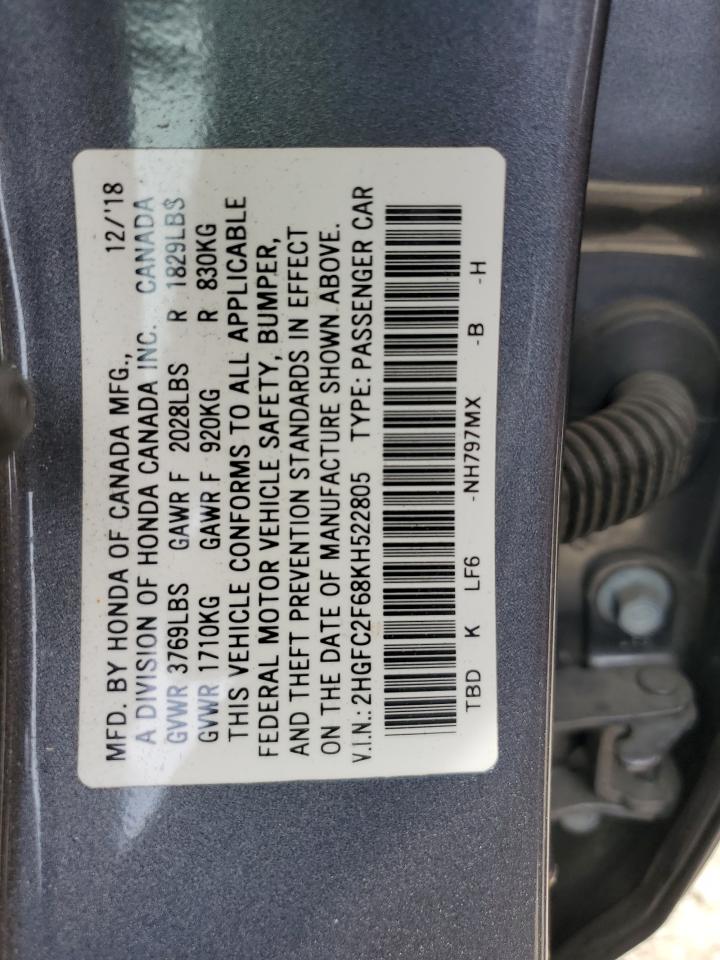 MFD. BY HONDA OF CANADA MFG., 12/'18
A DIVISION OF HONDA CANADA INC. CANADA
GVWR 3769LBS GAWR F 2028LBS R 1829LBS
GVWR 1710KG GAWR F 920KG R 830KG
THIS VEHICLE CONFORMS TO ALL APPLICABLE
FEDERAL MOTOR VEHICLE SAFETY, BUMPER,
AND THEFT PREVENTION STANDARDS IN EFFECT
ON THE DATE OF MANUFACTURE SHOWN ABOVE.
V.I.N.: 2HGFC2F68KH522805 TYPE: PASSENGER CAR
TBD K LF6 -NH797MX -B -H